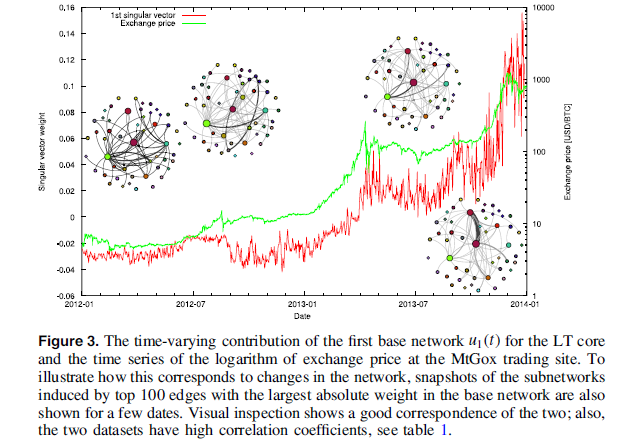 1st singular vector
Exchange price
0,16
0.14
0.12
0.1
0.08
0.06
0.04
0.02
0
-0.02
-0.04
-0.06
Singular vector weight
10000
1000
100
10
1
Exchange price [USD/BTC]
2012-01
2012-07
2013-01
2013-07
2014-01
Date
Figure 3. The time-varying contribution of the first base network u1(t) for the LT core
and the time series of the logarithm of exchange price at the MtGox trading site. To
illustrate how this corresponds to changes in the network, snapshots of the subnetworks
induced by top 100 edges with the largest absolute weight in the base network are also
shown for a few dates. Visual inspection shows a good correspondence of the two; also,
the two datasets have high correlation coefficients, see table 1.